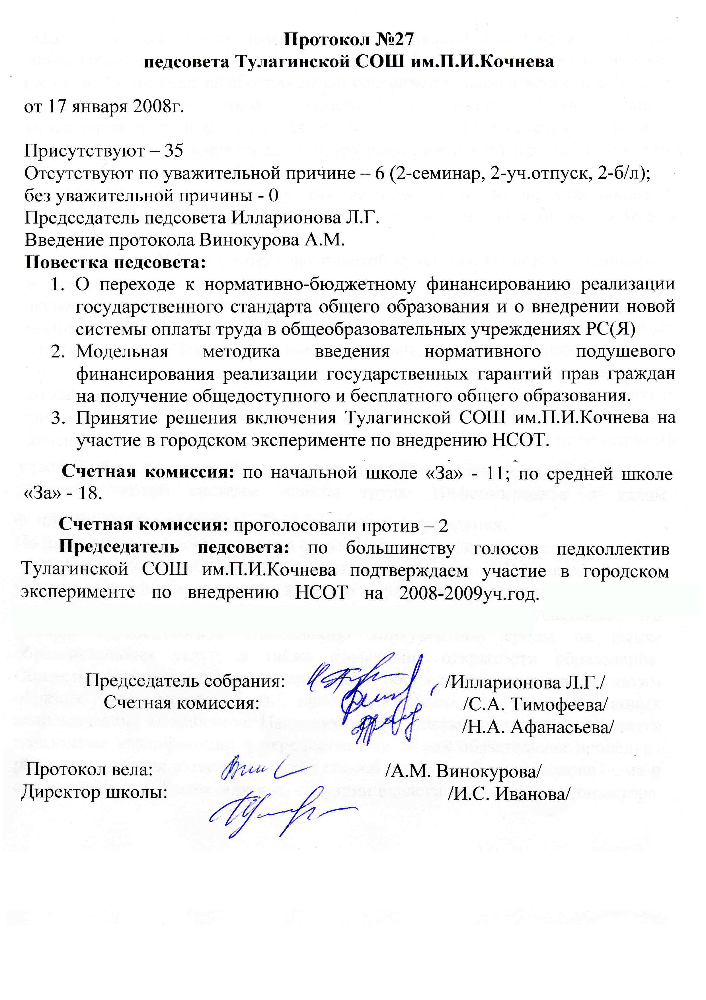 Протокол №27
педсовета Тулагинской СОШ им.П.И.Кочнева
от 17 января 2008г.
Присутствуют – 35
Отсутствуют по уважительной причине – 6 (2-семинар, 2-уч.отпуск, 2-б/л);
без уважительной причины - 0
Председатель педсовета Илларионова Л.Г.
Введение протокола Винокурова А.М.
Повестка педсовета:
1. О переходе к нормативно-бюджетному финансированию реализации
государственного стандарта общего образования и о внедрении новой
системы оплаты труда в общеобразовательных учреждениях РС(Я)
2. Модельная методика введения нормативного подушевого
финансирования реализации государственных гарантий прав граждан
на получение общедоступного и бесплатного общего образования.
3. Принятие решения включения Тулагинской СОШ им.П.И.Кочнева на
участие в городском эксперименте по внедрению НСОТ.
Счетная комиссия: по начальной школе «За» - 11; по средней школе
«За» - 18.
Счетная комиссия: проголосовали против – 2
Председатель педсовета: по большинству голосов педколлектив
Тулагинской СОШ им.П.И.Кочнева подтверждаем участие в городском
эксперименте по внедрению НСОТ на 2008-2009уч.год.
Председатель собрания: /Илларионова Л.Г./
Счетная комиссия: /С.А. Тимофеева/
/Н.А. Афанасьева/
Протокол вела: /А.М. Винокурова/
Директор школы: /И.С. Иванова/